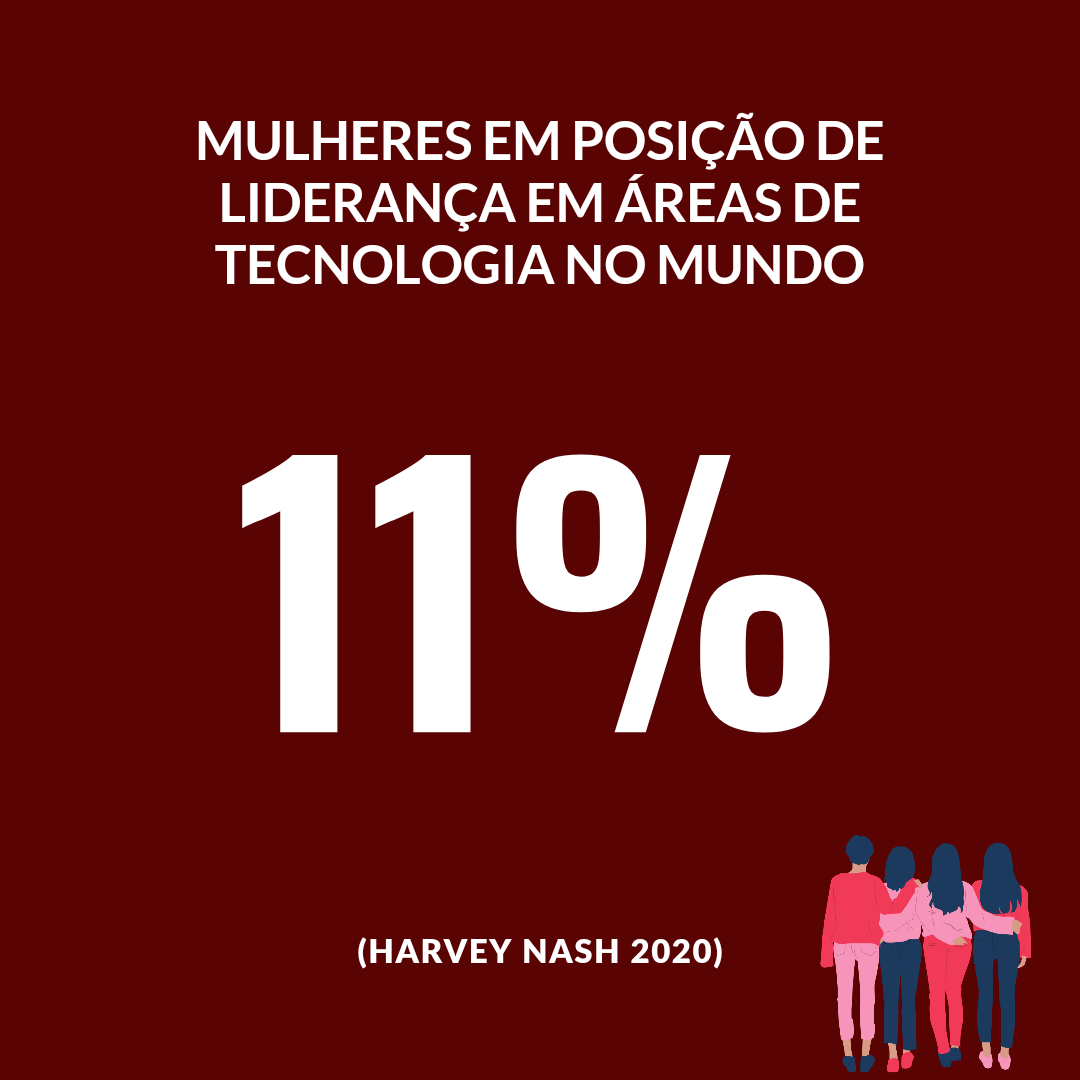 MULHERES EM POSIÇÃO DE
LIDERANÇA EM ÁREAS DE
TECNOLOGIA NO MUNDO
11%
(HARVEY NASH 2020)